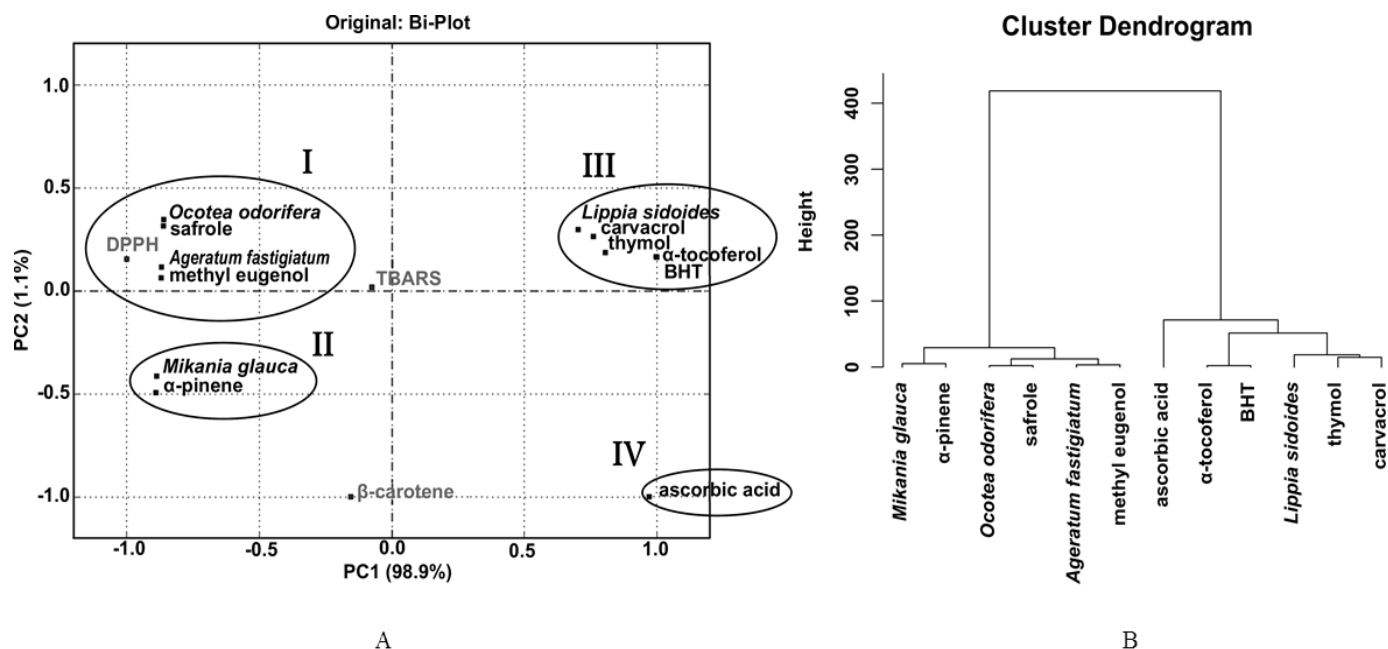 Original: Bi-Plot
1.0
0.5
0.0
-0.5
-1.0
PC2 (1.1%)
-1.0
-0.5
0.0
0.5
1.0
PC1 (98.9%)
I
Ocotea odorifera
safrole
DPPH
Ageratum fastigiatum
methyl eugenol
TBARS
II
Mikania glauca
α-pinene
III
Lippia sidoides
carvacrol
thymol
α-tocoferol
BHT
IV
ascorbic acid
β-carotene
A
Cluster Dendrogram
Height
400
300
200
100
0
Mikania glauca
α-pinene
Ocotea odorifera
safrole
Ageratum fastigiatum
methyl eugenol
ascorbic acid
α-tocoferol
BHT
Lippia sidoides
thymol
carvacrol
B